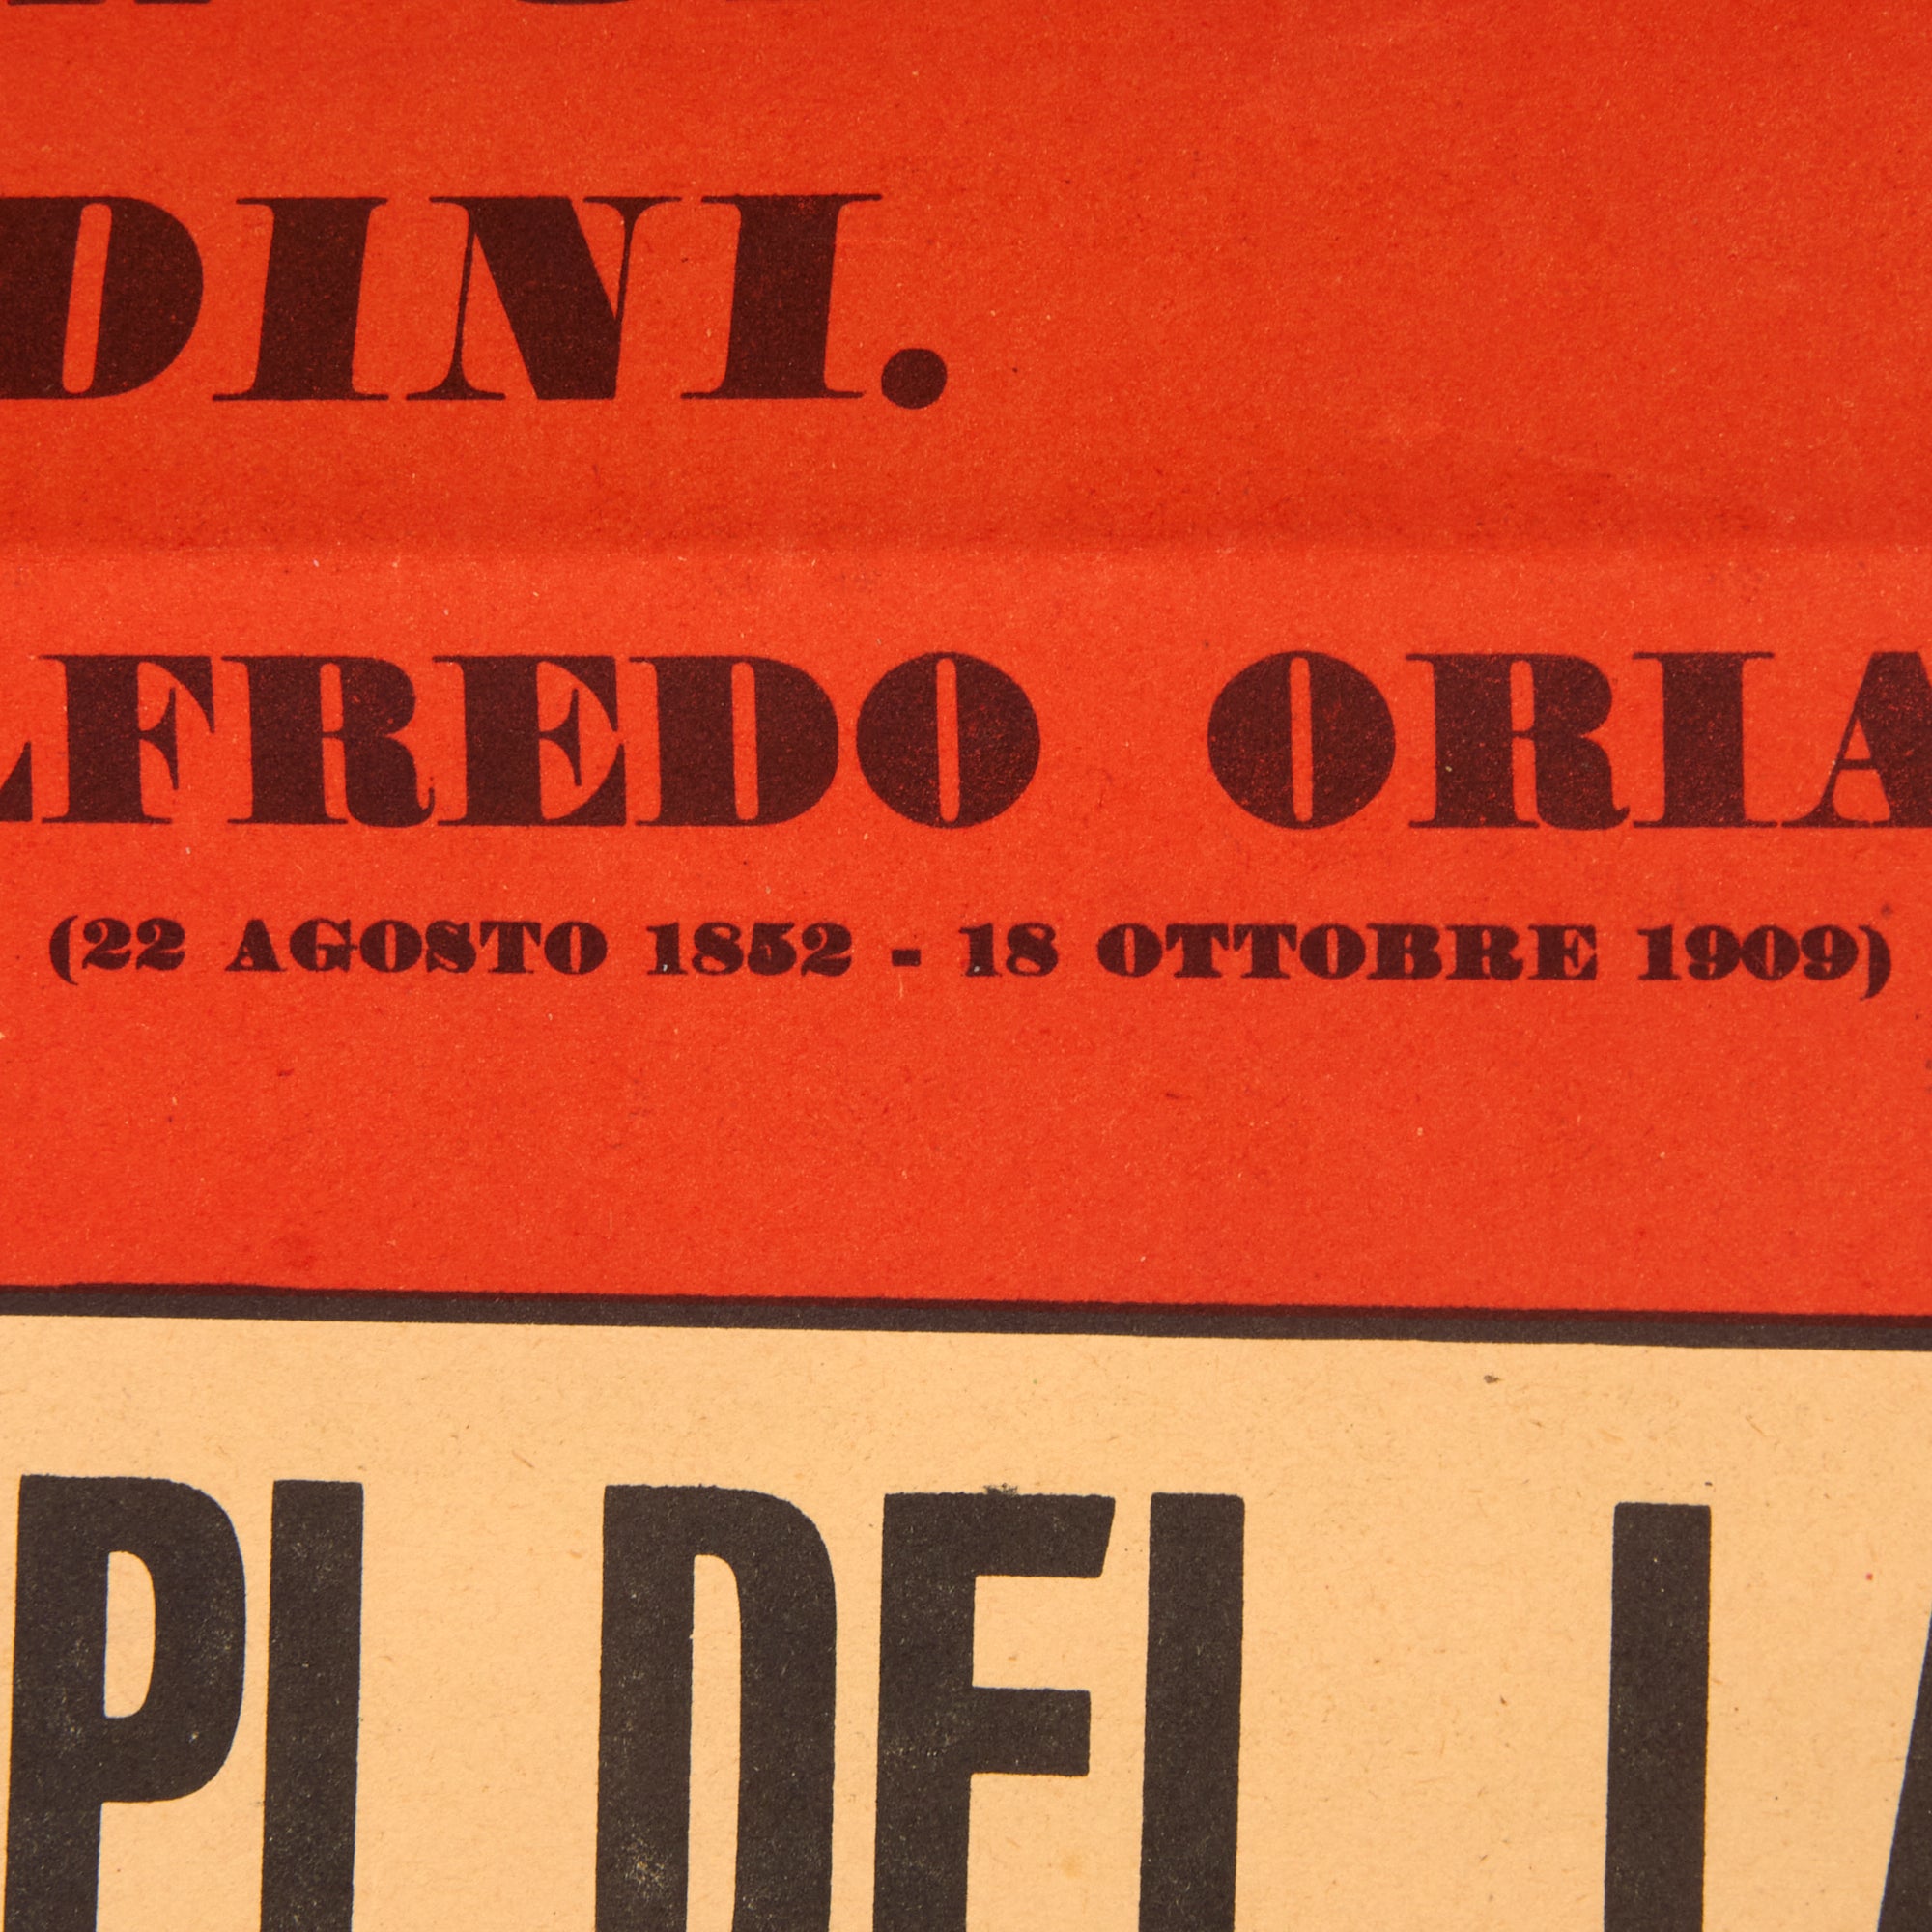 DINI.
LFREDO ORIA
(22 AGOSTO 1852 - 18 OTTOBRE 1909)
PI DEL LA